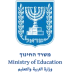 משרד החינוך
Ministry of Education
وزارة التربية والتعليم